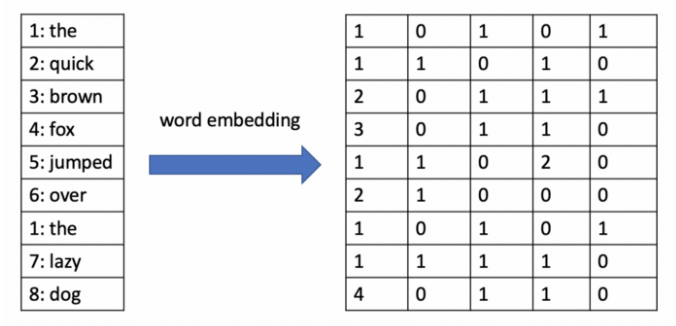 1: the 1 0 1 0 1
2: quick 1 1 0 1 0
3: brown 2 0 1 1 1
word embedding
4: fox 3 0 1 1 0
5: jumped 1 1 0 2 0
6: over 2 1 0 0 0
1: the 1 0 1 0 1
7: lazy 1 1 1 1 0
8: dog 4 0 1 1 0